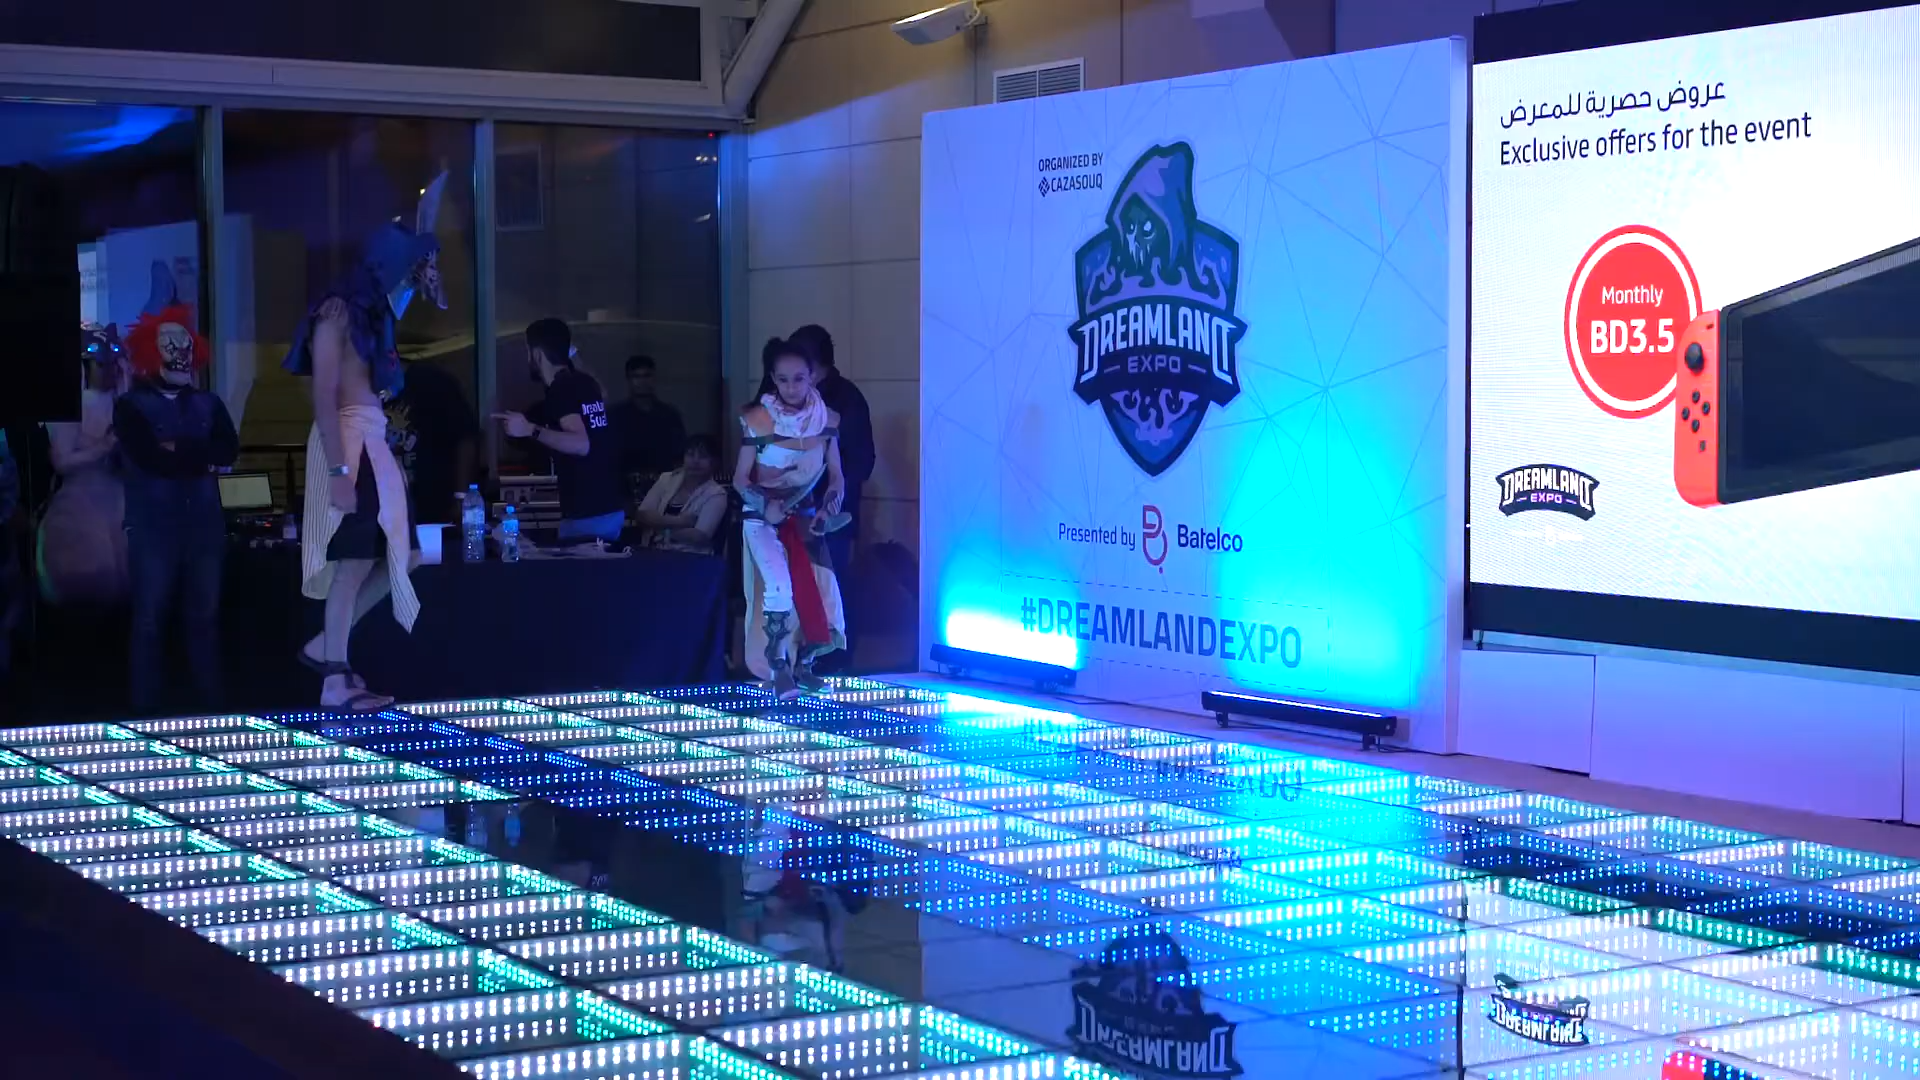 ORGANIZED BY
CAZASOUQ
DREAMLAND
EXPO
Presented by Batelco
#DREAMLANDEXPO
عروض حصرية للمعرض
Exclusive offers for the event
Monthly
BD3.5
DREAMLAND
EXPO